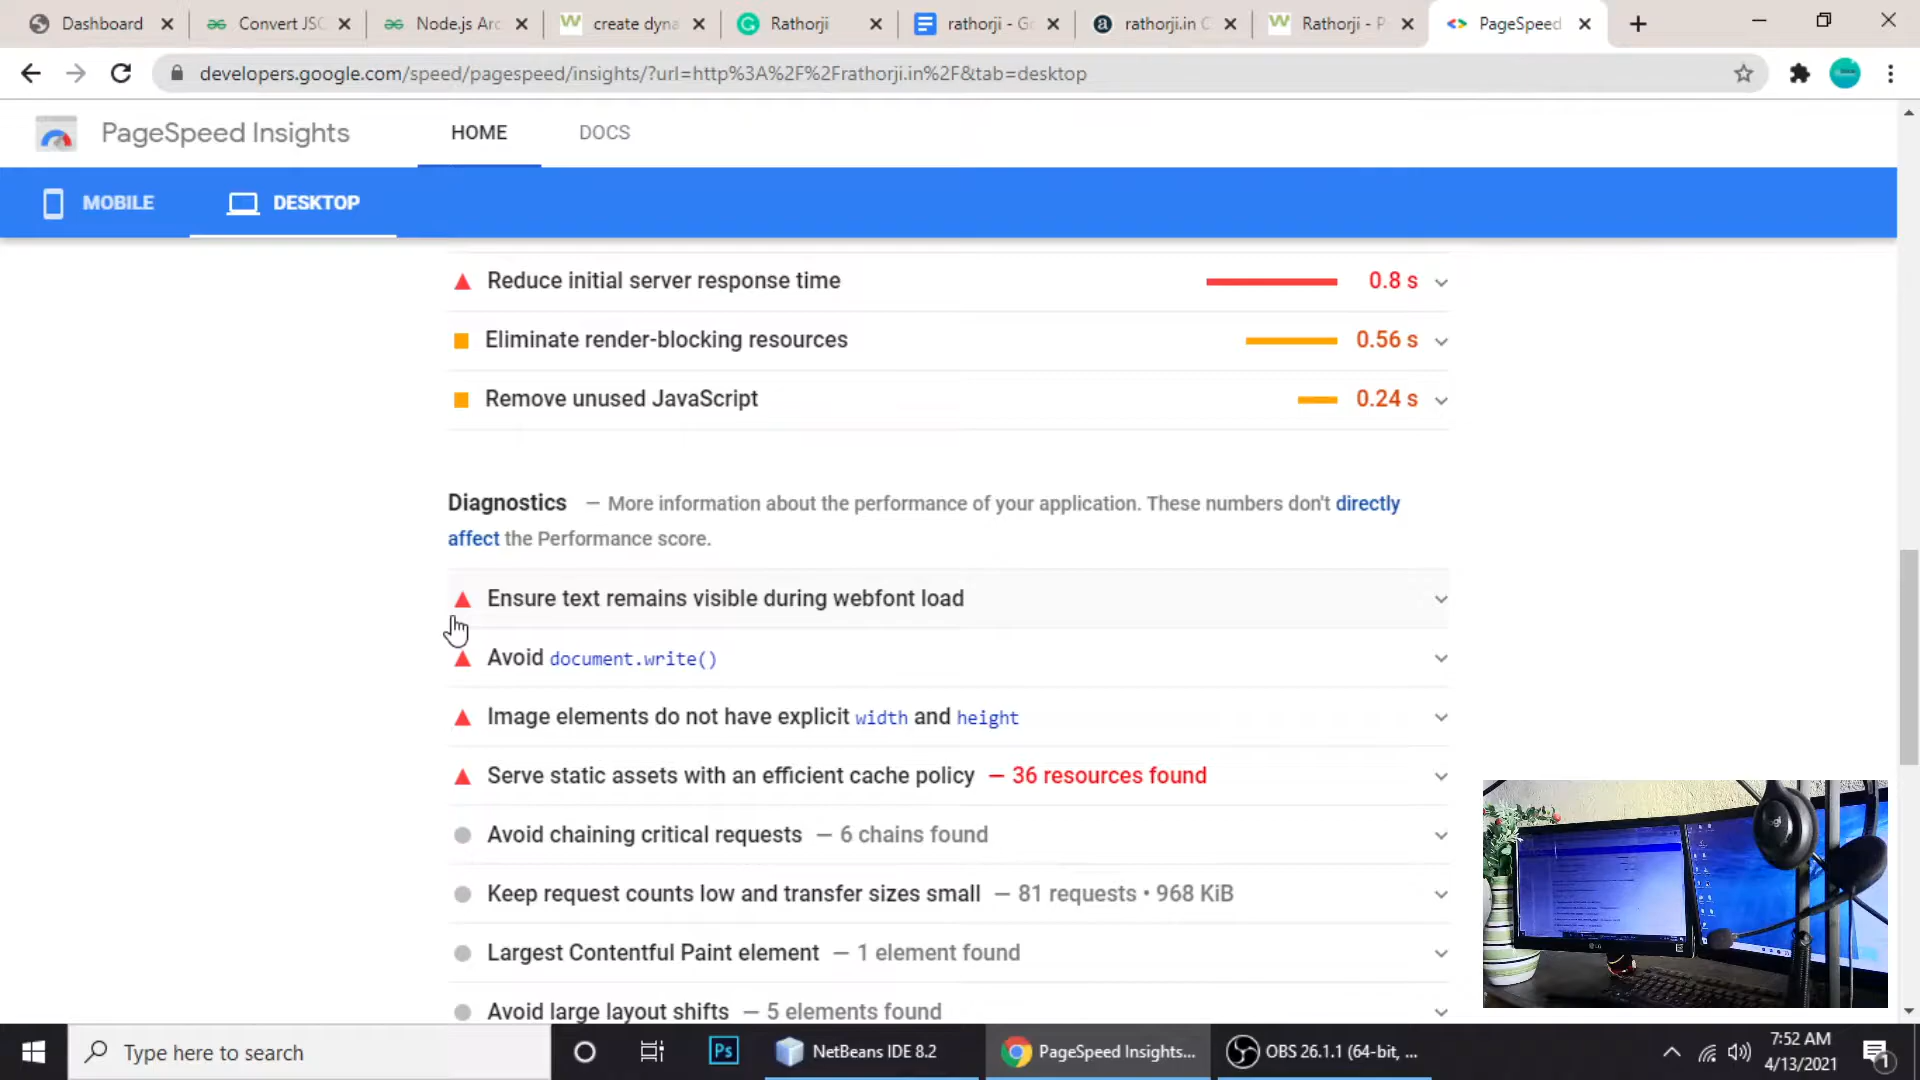 Dashboard
Convert JSC
Node.js Arc
create dyna
Rathorji
rathorji - Go
rathorji.in C
Rathorji - P
PageSpeed
developers.google.com/speed/pagespeed/insights/?url=http%3A%2F%2Frathorji.in%2F&tab=desktop
PageSpeed Insights
HOME
DOCS
MOBILE
DESKTOP
Reduce initial server response time 0.8 s
Eliminate render-blocking resources 0.56 s
Remove unused JavaScript 0.24 s
Diagnostics — More information about the performance of your application. These numbers don't directly
affect the Performance score.
Ensure text remains visible during webfont load
Avoid document.write()
Image elements do not have explicit width and height
Serve static assets with an efficient cache policy — 36 resources found
Avoid chaining critical requests — 6 chains found
Keep request counts low and transfer sizes small — 81 requests • 968 KiB
Largest Contentful Paint element — 1 element found
Avoid large layout shifts — 5 elements found
Type here to search
Ps
NetBeans IDE 8.2
PageSpeed Insights...
OBS 26.1.1 (64-bit, ...
7:52 AM
4/13/2021
1